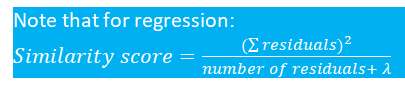 Note that for regression:
Similarity score = (∑ residuals)² / number of residuals+ λ